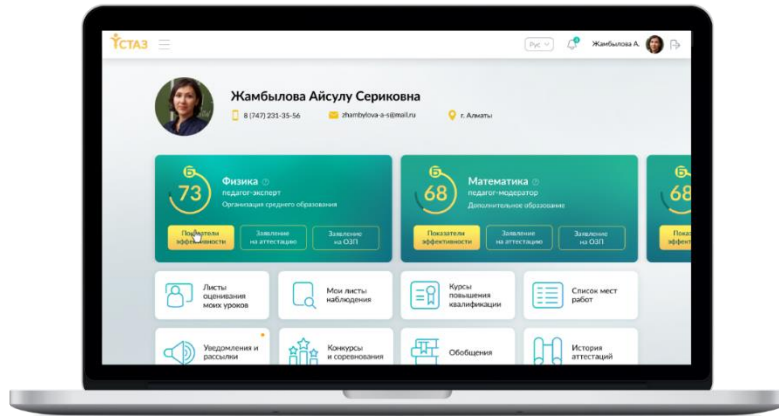 ҰСТАЗ
Рус
Жамбылова А.
Жамбылова Айсулу Сериковна
8 (747) 231-35-56
zhambylova-a-s@mail.ru
г. Алматы
Б
73
Физика
педагог-эксперт
Организация среднего образования
Показатели
эффективности
Заявление
на аттестацию
Заявление
на ОЗП
Б
68
Математика
педагог-модератор
Дополнительное образование
Показатели
эффективности
Заявление
на аттестацию
Заявление
на ОЗП
Б
68
Листы
оценивания
моих уроков
Мои листы
наблюдения
Курсы
повышения
квалификации
Список мест
работ
Уведомления и
рассылки
Конкурсы
и соревнования
Обобщения
История
аттестаций